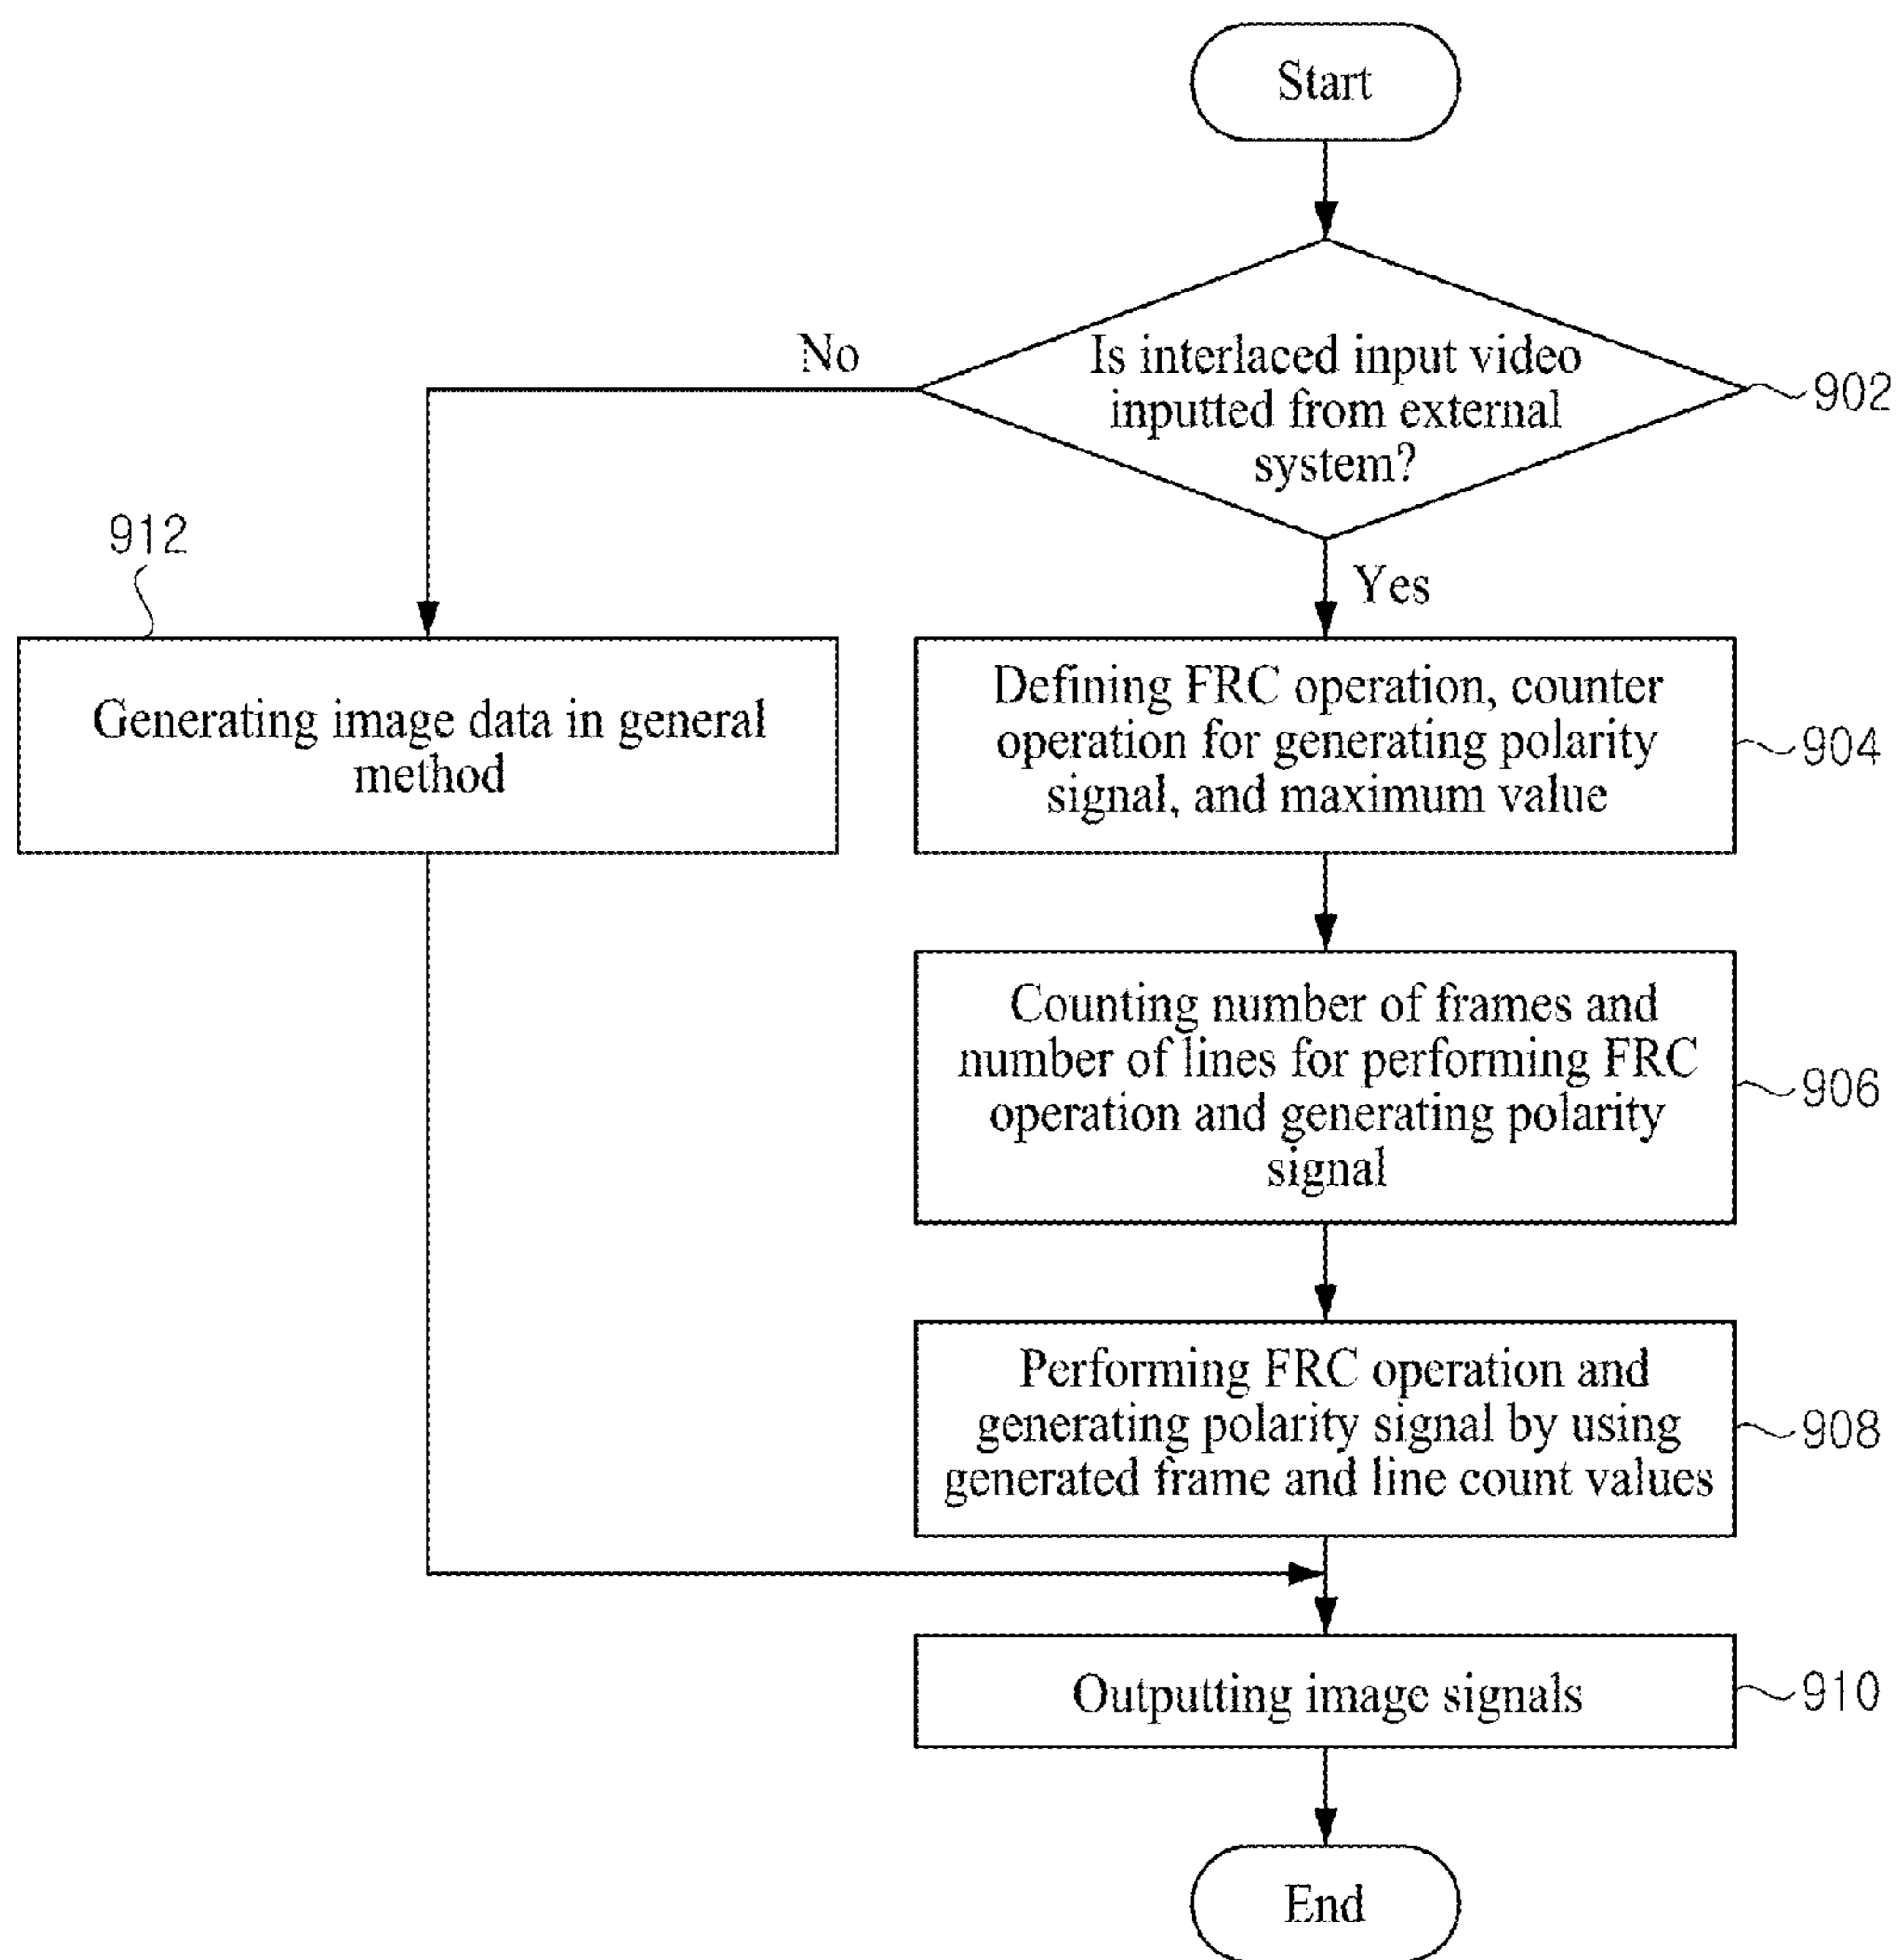 Start
Is interlaced input video
inputted from external
system?
902
No
Yes
912
Generating image data in general
method
Defining FRC operation, counter
operation for generating polarity
signal, and maximum value
904
Counting number of frames and
number of lines for performing FRC
operation and generating polarity
signal
906
Performing FRC operation and
generating polarity signal by using
generated frame and line count values
908
Outputting image signals
910
End